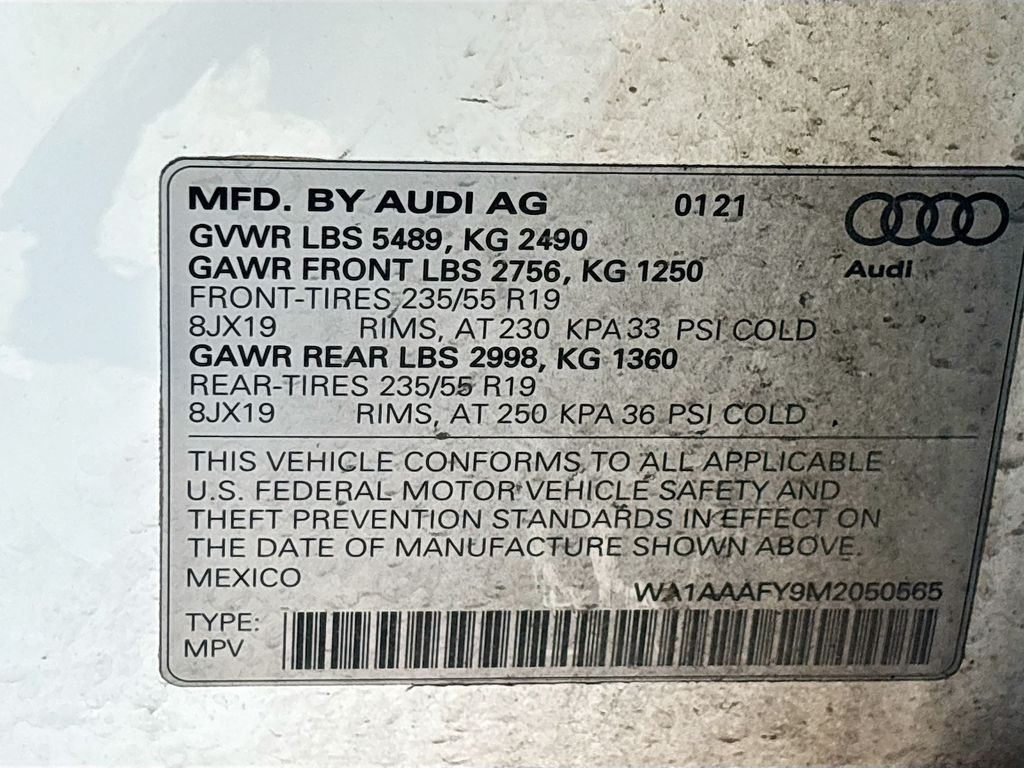 MFD. BY AUDI AG 0121
GVWR LBS 5489, KG 2490
GAWR FRONT LBS 2756, KG 1250
Audi
FRONT-TIRES 235/55 R19
8JX19 RIMS, AT 230 KPA 33 PSI COLD
GAWR REAR LBS 2998, KG 1360
REAR-TIRES 235/55 R19
8JX19 RIMS, AT 250 KPA 36 PSI COLD
THIS VEHICLE CONFORMS TO ALL APPLICABLE
U.S. FEDERAL MOTOR VEHICLE SAFETY AND
THEFT PREVENTION STANDARDS IN EFFECT ON
THE DATE OF MANUFACTURE SHOWN ABOVE.
MEXICO WA1AAAFY9M2050565
TYPE:
MPV